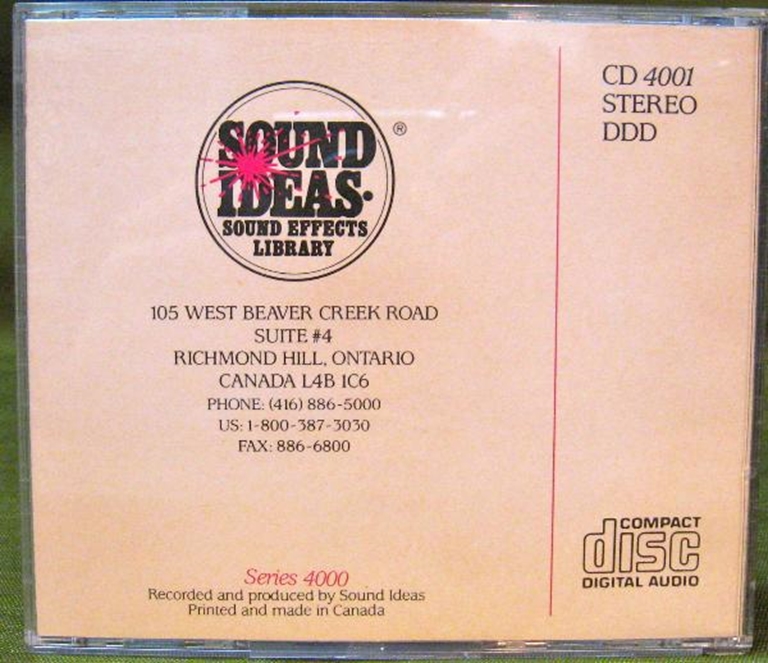 SOUND
IDEAS.
SOUND EFFECTS
LIBRARY
®
105 WEST BEAVER CREEK ROAD
SUITE #4
RICHMOND HILL, ONTARIO
CANADA L4B 1C6
PHONE: (416) 886-5000
US: 1-800-387-3030
FAX: 886-6800
Series 4000
Recorded and produced by Sound Ideas
Printed and made in Canada
CD 4001
STEREO
DDD
COMPACT
disc
DIGITAL AUDIO